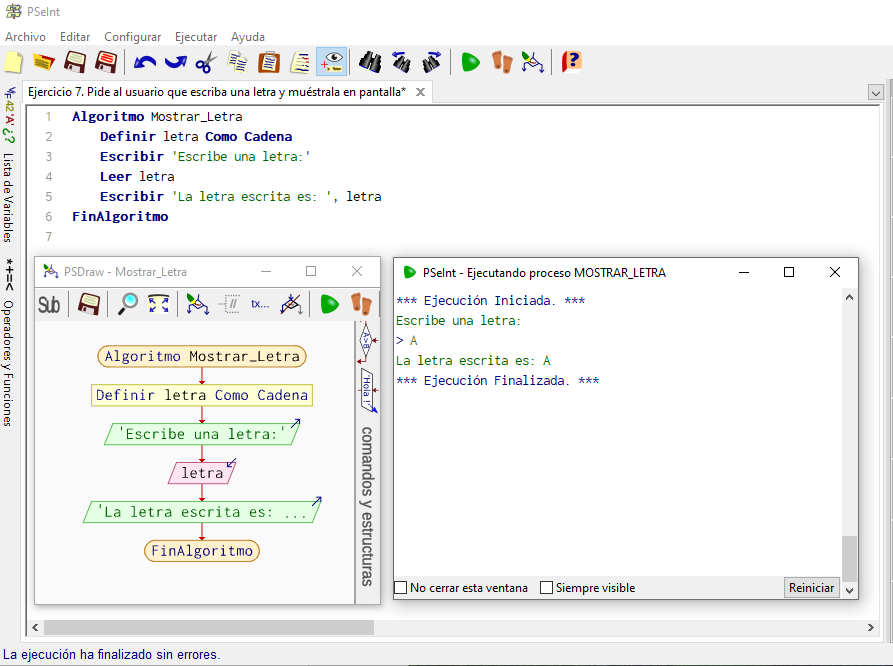 PSeInt
Archivo Editar Configurar Ejecutar Ayuda
Ejercicio 7. Pide al usuario que escriba una letra y muéstrala en pantalla*
1 Algoritmo Mostrar_Letra
2 Definir letra Como Cadena
3 Escribir 'Escribe una letra:'
4 Leer letra
5 Escribir 'La letra escrita es: ', letra
6 FinAlgoritmo
7
42 'A' ¿?
Lista de Variables
*+=<
Operadores y Funciones
PSDraw - Mostrar_Letra
Sub
tx...
Algoritmo Mostrar_Letra
Definir letra Como Cadena
'Escribe una letra:'
letra
'La letra escrita es: ...
FinAlgoritmo
A>B
'Hola !'
comandos y estructuras
PSeInt - Ejecutando proceso MOSTRAR_LETRA
*** Ejecución Iniciada. ***
Escribe una letra:
> A
La letra escrita es: A
*** Ejecución Finalizada. ***
No cerrar esta ventana Siempre visible Reiniciar
La ejecución ha finalizado sin errores.